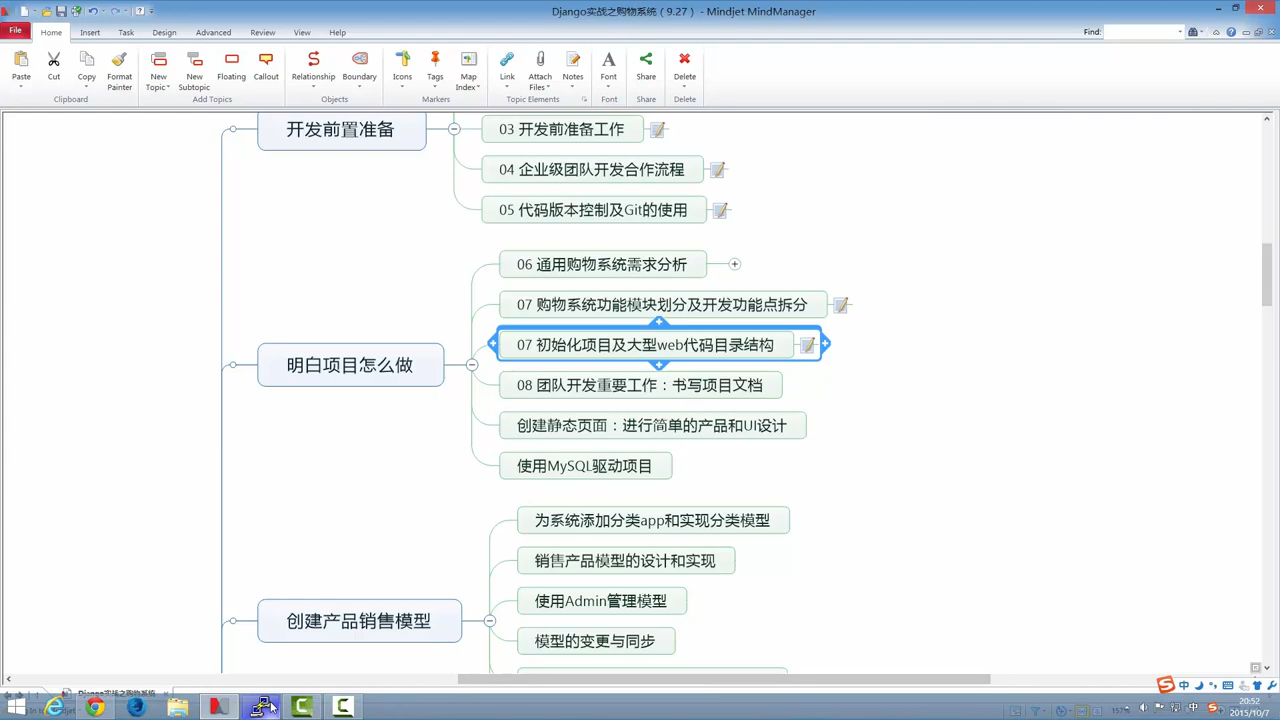 Django实战之购物系统（9.27）- Mindjet MindManager
File
Home
Insert
Task
Design
Advanced
Review
View
Help
Find:
Paste
Cut
Copy
Format Painter
New Topic
New Subtopic
Floating
Callout
Relationship
Boundary
Icons
Tags
Map Index
Link
Attach Files
Notes
Font
Share
Delete
Clipboard
Add Topics
Objects
Markers
Topic Elements
Font
Share
Delete
开发前置准备
03 开发前准备工作
04 企业级团队开发合作流程
05 代码版本控制及Git的使用
明白项目怎么做
06 通用购物系统需求分析
07 购物系统功能模块划分及开发功能点拆分
07 初始化项目及大型web代码目录结构
08 团队开发重要工作：书写项目文档
创建静态页面：进行简单的产品和UI设计
使用MySQL驱动项目
创建产品销售模型
为系统添加分类app和实现分类模型
销售产品模型的设计和实现
使用Admin管理模型
模型的变更与同步
Django实战之购物系统
中
157%
20:52
2015/10/7